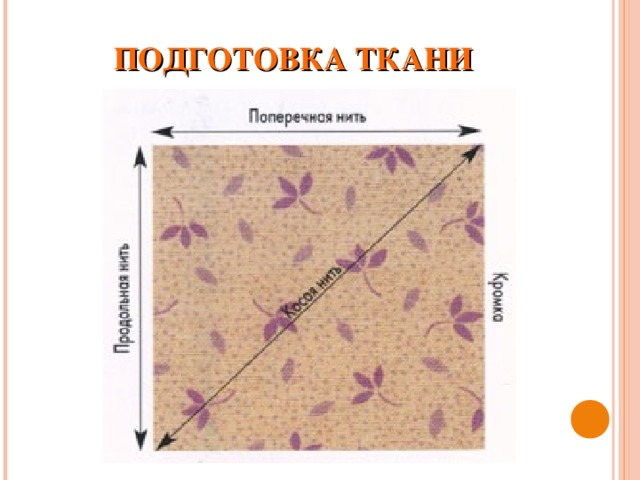 ПОДГОТОВКА ТКАНИ
Поперечная нить
Продольная нить
Косая нить
Кромка